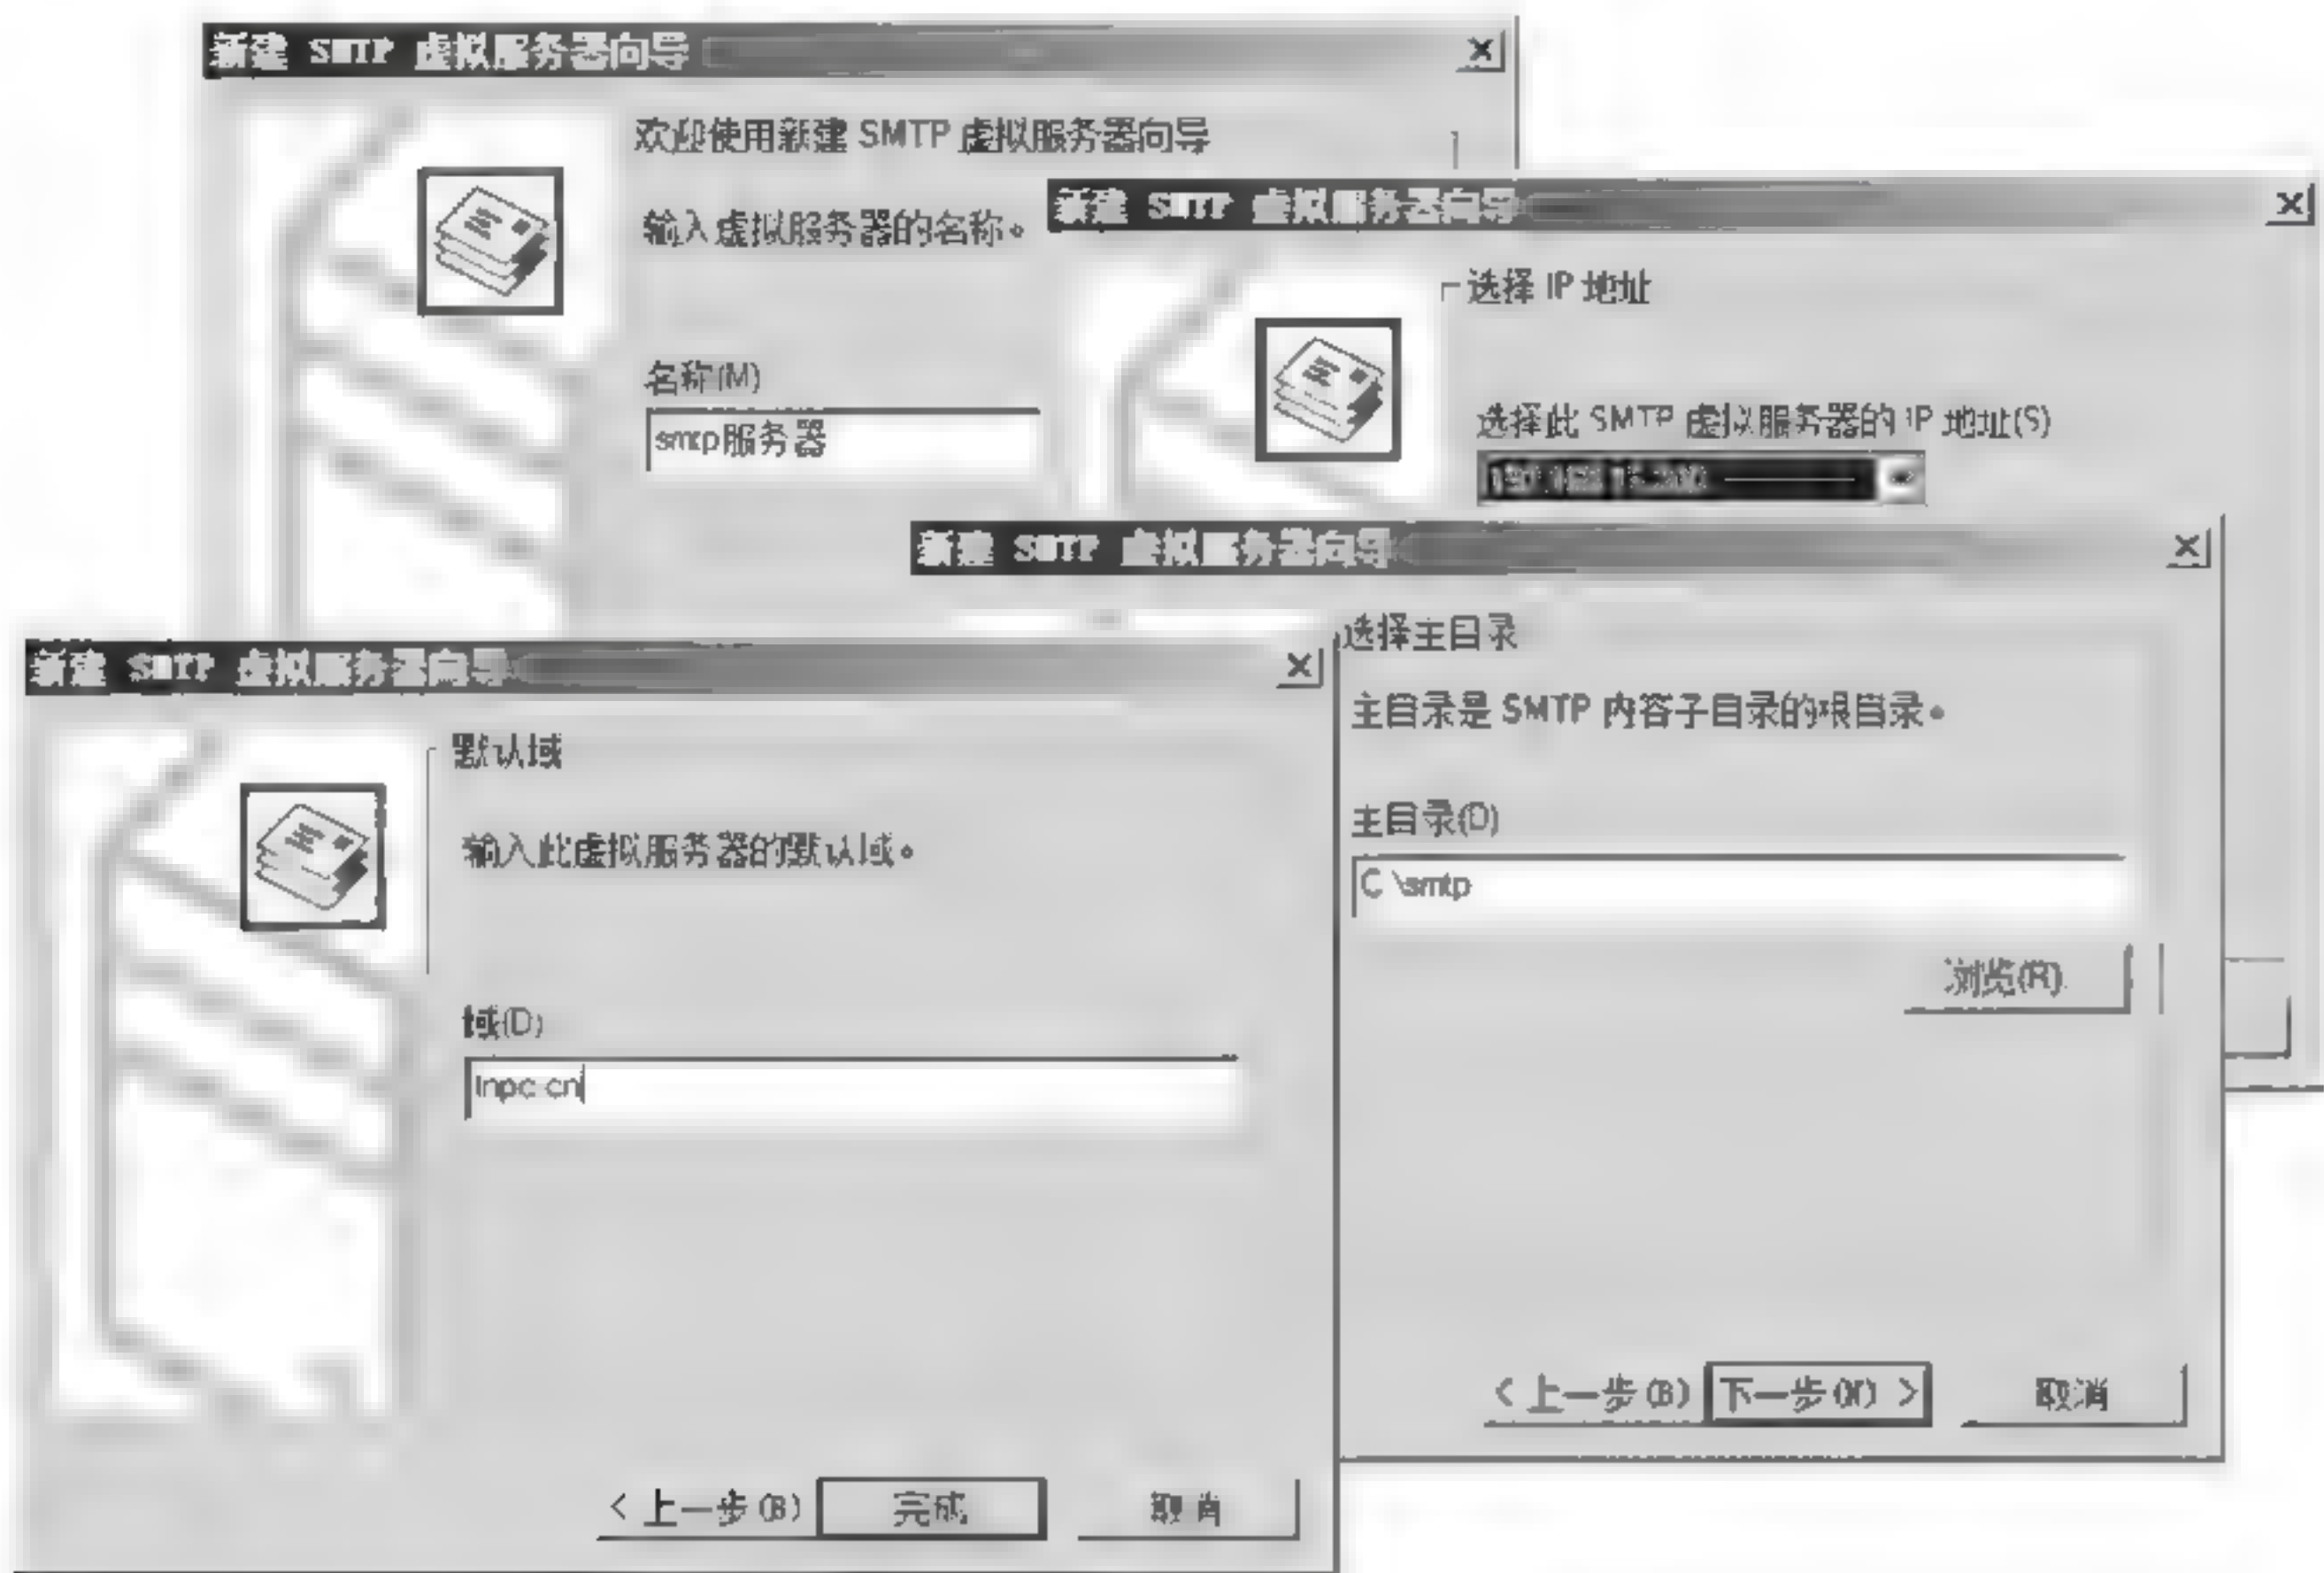 新建 SMTP 虚拟服务器向导
欢迎使用新建 SMTP 虚拟服务器向导
输入虚拟服务器的名称。
名称(M)
smtp服务器
新建 SMTP 虚拟服务器向导
选择 IP 地址
选择此 SMTP 虚拟服务器的 IP 地址(S)
新建 SMTP 虚拟服务器向导
选择主目录
主目录是 SMTP 内容子目录的根目录。
主目录(D)
C \smtp
浏览(R)
<上一步(B) 下一步(N) > 取消
新建 SMTP 虚拟服务器向导
默认域
输入此虚拟服务器的默认域。
域(D)
lnpc cn
<上一步(B) 完成 取消